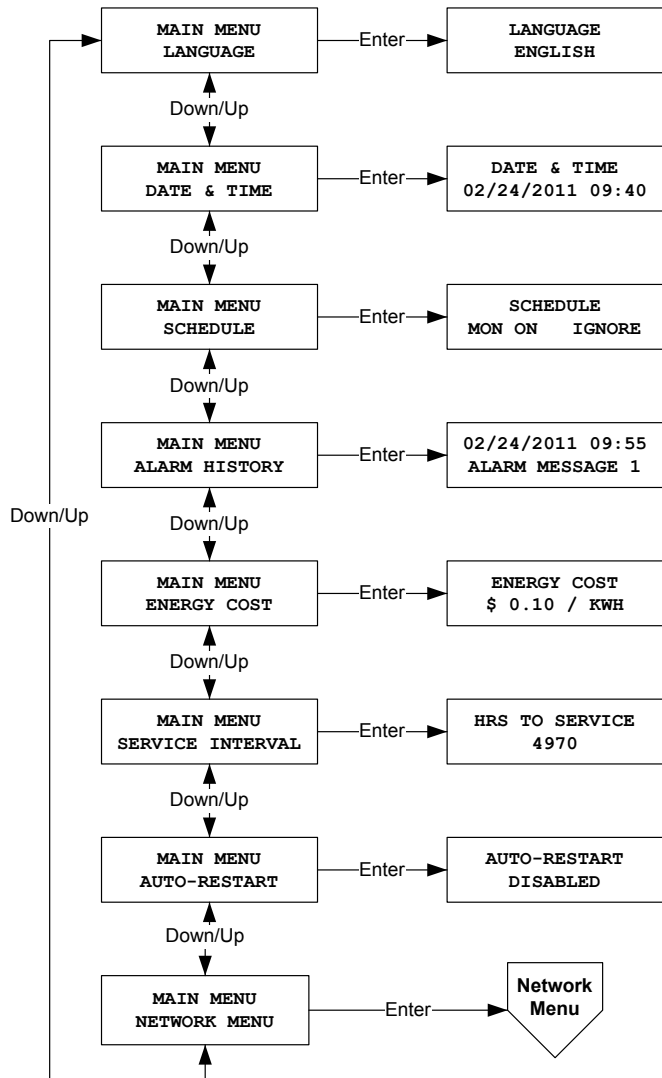 MAIN MENU
LANGUAGE
Enter
LANGUAGE
ENGLISH
Down/Up
MAIN MENU
DATE & TIME
Enter
DATE & TIME
02/24/2011 09:40
Down/Up
MAIN MENU
SCHEDULE
Enter
SCHEDULE
MON ON IGNORE
Down/Up
MAIN MENU
ALARM HISTORY
Enter
02/24/2011 09:55
ALARM MESSAGE 1
Down/Up
Down/Up
MAIN MENU
ENERGY COST
Enter
ENERGY COST
$ 0.10 / KWH
Down/Up
MAIN MENU
SERVICE INTERVAL
Enter
HRS TO SERVICE
4970
Down/Up
MAIN MENU
AUTO-RESTART
Enter
AUTO-RESTART
DISABLED
Down/Up
MAIN MENU
NETWORK MENU
Enter
Network
Menu